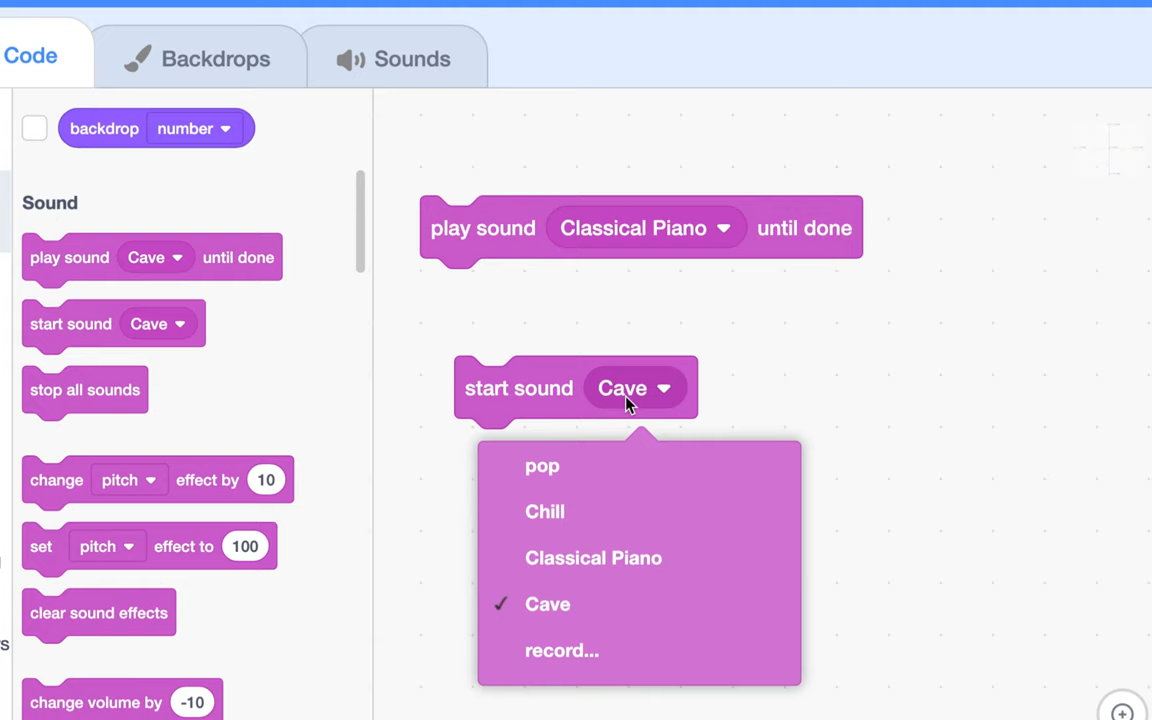 Code
Backdrops
Sounds
backdrop number
Sound
play sound Cave until done
start sound Cave
stop all sounds
change pitch effect by 10
set pitch effect to 100
clear sound effects
change volume by -10
play sound Classical Piano until done
start sound Cave
pop
Chill
Classical Piano
✓ Cave
record...